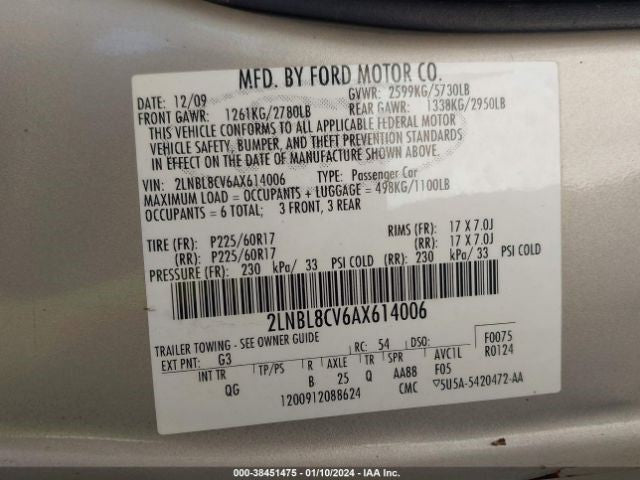 MFD. BY FORD MOTOR CO.
DATE: 12/09 GVWR: 2599KG/5730LB
FRONT GAWR: 1261KG/2780LB REAR GAWR: 1338KG/2950LB
THIS VEHICLE CONFORMS TO ALL APPLICABLE FEDERAL MOTOR
VEHICLE SAFETY, BUMPER, AND THEFT PREVENTION STANDARDS
IN EFFECT ON THE DATE OF MANUFACTURE SHOWN ABOVE.
VIN: 2LNBL8CV6AX614006 TYPE: Passenger Car
MAXIMUM LOAD = OCCUPANTS + LUGGAGE = 498KG/1100LB
OCCUPANTS = 6 TOTAL; 3 FRONT, 3 REAR
TIRE (FR): P225/60R17 RIMS (FR): 17 X 7.0J
(RR): P225/60R17 (RR): 17 X 7.0J
PRESSURE (FR): 230 kPa/ 33 PSI COLD (RR): 230 kPa/ 33 PSI COLD
2LNBL8CV6AX614006
TRAILER TOWING - SEE OWNER GUIDE
EXT PNT: G3 RC: 54 DSO: F0075
R0124
INT TR TP/PS R AXLE TR SPR AVC1L
QG B 25 Q AA88 F05
1200912088624 CMC ▽5U5A-5420472-AA
000-38451475 — 01/10/2024 — IAA Inc.